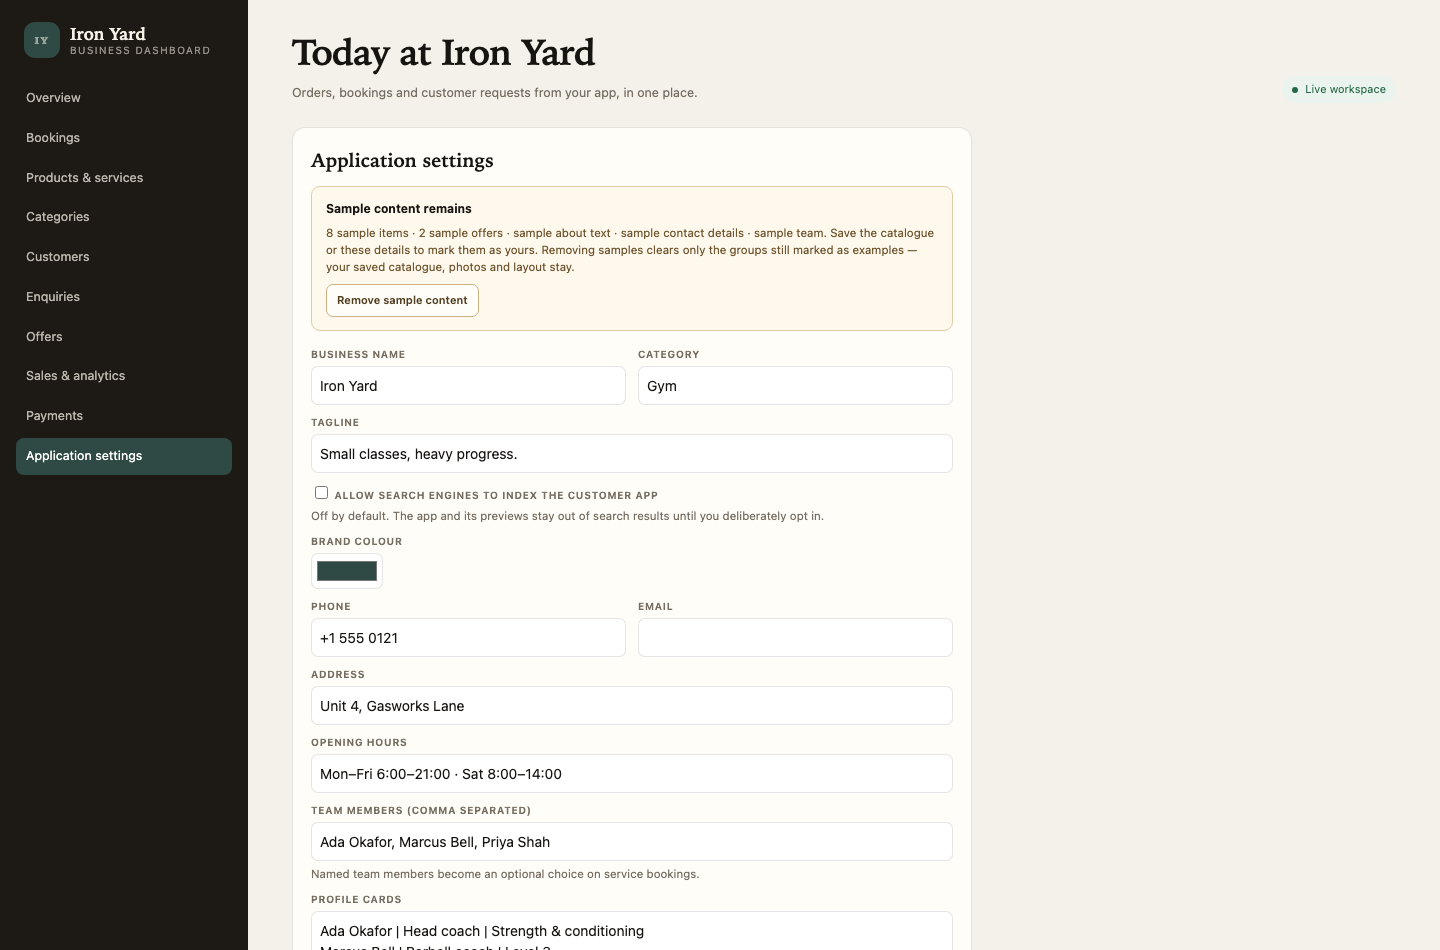 IY
Iron Yard
BUSINESS DASHBOARD
Overview
Bookings
Products & services
Categories
Customers
Enquiries
Offers
Sales & analytics
Payments
Application settings
Today at Iron Yard
Orders, bookings and customer requests from your app, in one place.
Live workspace
Application settings
Sample content remains
8 sample items · 2 sample offers · sample about text · sample contact details · sample team. Save the catalogue
or these details to mark them as yours. Removing samples clears only the groups still marked as examples —
your saved catalogue, photos and layout stay.
Remove sample content
BUSINESS NAME
Iron Yard
CATEGORY
Gym
TAGLINE
Small classes, heavy progress.
ALLOW SEARCH ENGINES TO INDEX THE CUSTOMER APP
Off by default. The app and its previews stay out of search results until you deliberately opt in.
BRAND COLOUR
PHONE
+1 555 0121
EMAIL
ADDRESS
Unit 4, Gasworks Lane
OPENING HOURS
Mon–Fri 6:00–21:00 · Sat 8:00–14:00
TEAM MEMBERS (COMMA SEPARATED)
Ada Okafor, Marcus Bell, Priya Shah
Named team members become an optional choice on service bookings.
PROFILE CARDS
Ada Okafor | Head coach | Strength & conditioning
Marcus Bell | Barbell coach | Level 3